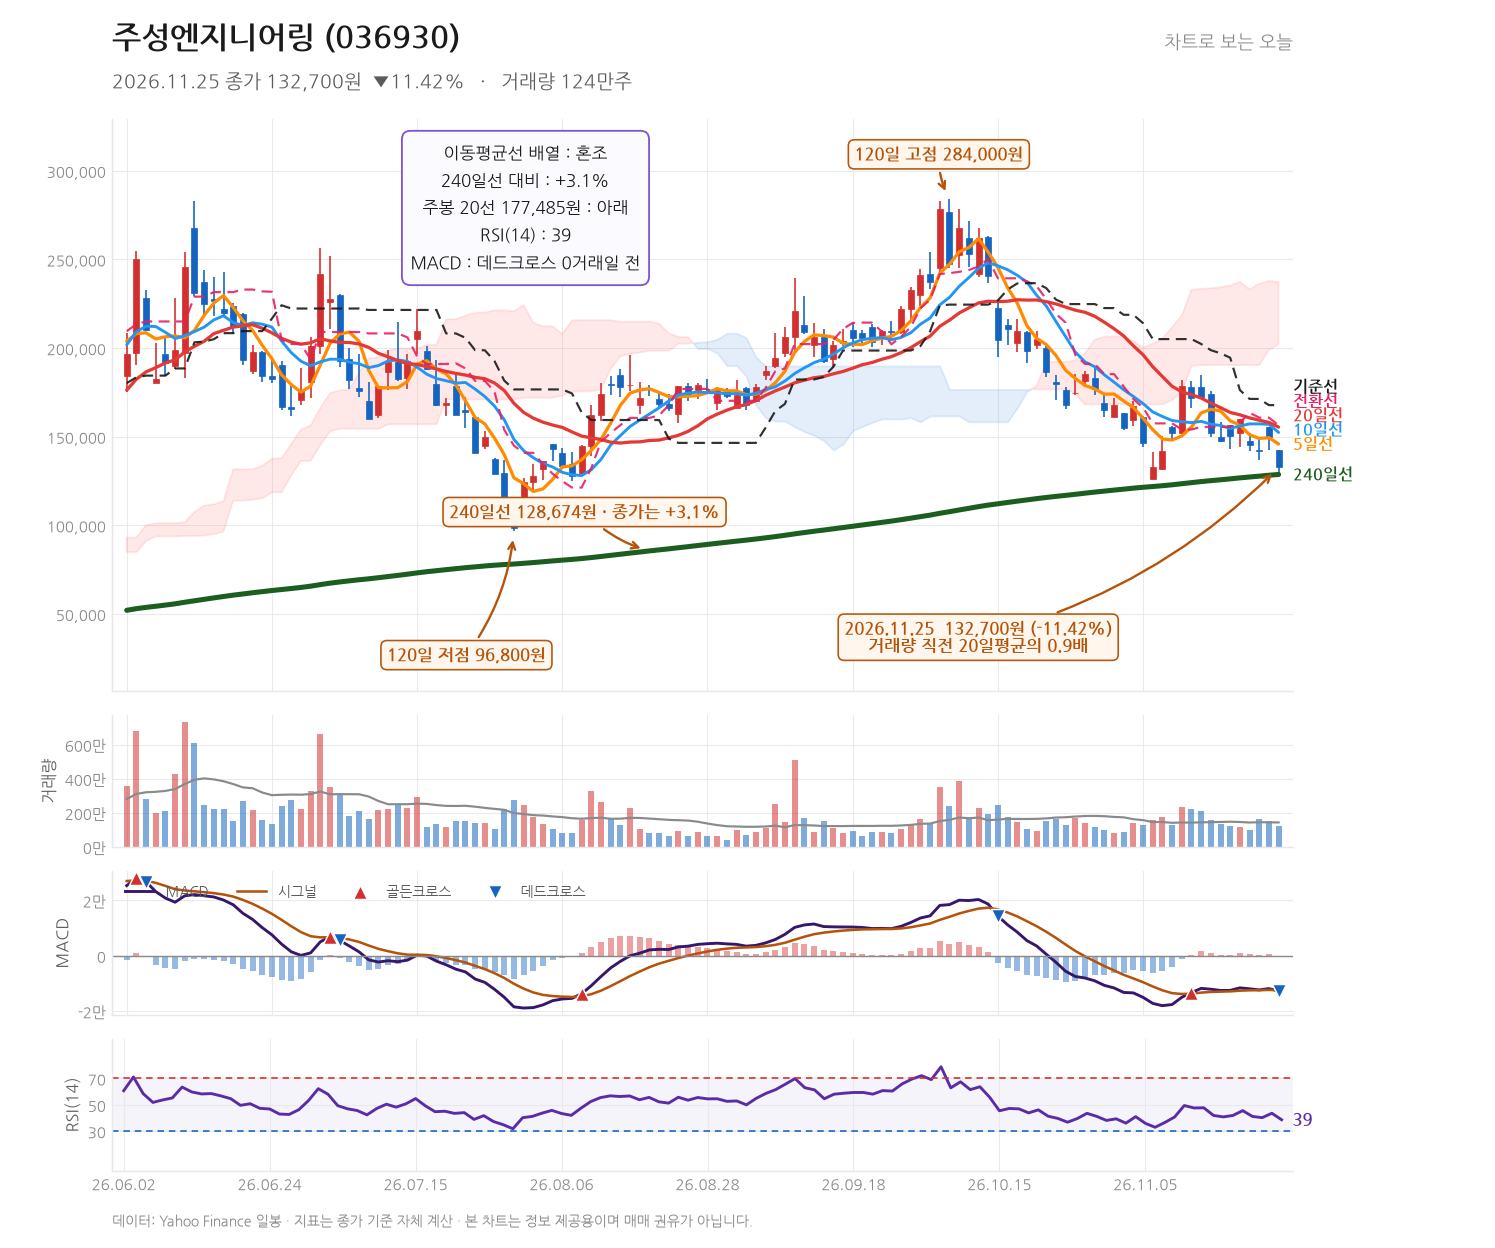 주성엔지니어링 (036930)
차트로 보는 오늘
2026.11.25 종가 132,700원 ▼11.42% · 거래량 124만주
이동평균선 배열 : 혼조
240일선 대비 : +3.1%
주봉 20선 177,485원 : 아래
RSI(14) : 39
MACD : 데드크로스 0거래일 전
120일 고점 284,000원
300,000
250,000
200,000
150,000
100,000
50,000
기준선
전환선
20일선
10일선
5일선
240일선
240일선 128,674원 · 종가는 +3.1%
120일 저점 96,800원
2026.11.25 132,700원 (-11.42%)
거래량 직전 20일평균의 0.9배
거래량
600만
400만
200만
0만
MACD
MACD 시그널 골든크로스 데드크로스
2만
0
-2만
RSI(14)
70
50
30
39
26.06.02 26.06.24 26.07.15 26.08.06 26.08.28 26.09.18 26.10.15 26.11.05
데이터: Yahoo Finance 일봉 · 지표는 종가 기준 자체 계산 · 본 차트는 정보 제공용이며 매매 권유가 아닙니다.